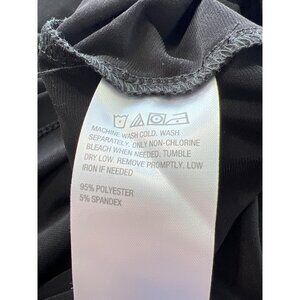 MACHINE WASH COLD. WASH
SEPARATELY. ONLY NON-CHLORINE
BLEACH WHEN NEEDED. TUMBLE
DRY LOW. REMOVE PROMPTLY. LOW
IRON IF NEEDED
95% POLYESTER
5% SPANDEX